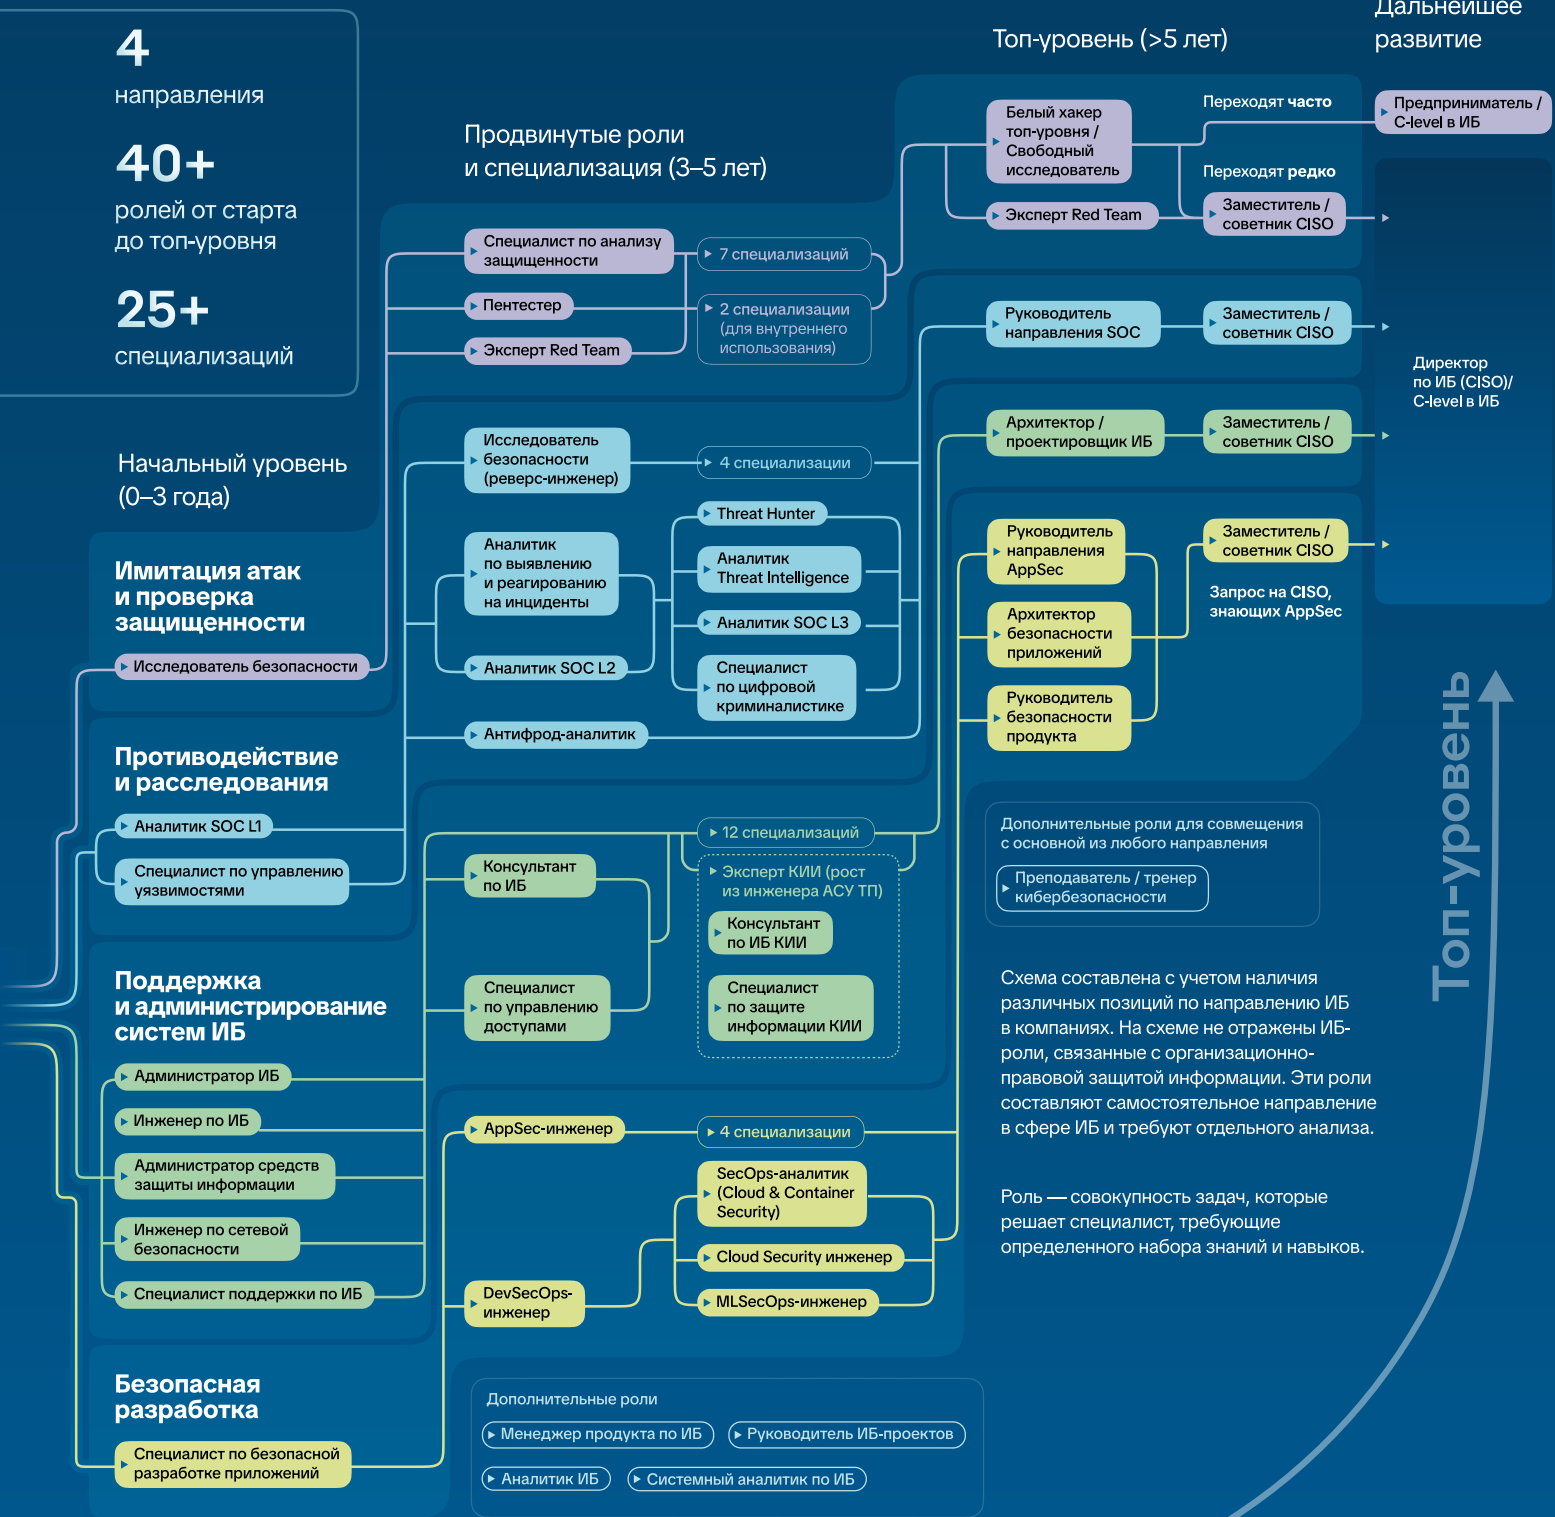 4
направления
40+
ролей от старта
до топ-уровня
25+
специализаций
Начальный уровень
(0–3 года)
Продвинутые роли
и специализация (3–5 лет)
Топ-уровень (>5 лет)
Дальнейшее
развитие
Имитация атак
и проверка
защищенности
Исследователь безопасности
Специалист по анализу
защищенности
Пентестер
Эксперт Red Team
7 специализаций
2 специализации
(для внутреннего
использования)
Белый хакер
топ-уровня /
Свободный
исследователь
Эксперт Red Team
Переходят часто
Переходят редко
Заместитель /
советник CISO
Предприниматель /
C-level в ИБ
Противодействие
и расследования
Аналитик SOC L1
Специалист по управлению
уязвимостями
Исследователь
безопасности
(реверс-инженер)
Аналитик
по выявлению
и реагированию
на инциденты
Аналитик SOC L2
Антифрод-аналитик
4 специализации
Threat Hunter
Аналитик
Threat Intelligence
Аналитик SOC L3
Специалист
по цифровой
криминалистике
Руководитель
направления SOC
Заместитель /
советник CISO
Директор
по ИБ (CISO)/
C-level в ИБ
Поддержка
и администрирование
систем ИБ
Администратор ИБ
Инженер по ИБ
Администратор средств
защиты информации
Инженер по сетевой
безопасности
Специалист поддержки по ИБ
Консультант
по ИБ
Специалист
по управлению
доступами
12 специализаций
Эксперт КИИ (рост
из инженера АСУ ТП)
Консультант
по ИБ КИИ
Специалист
по защите
информации КИИ
Архитектор /
проектировщик ИБ
Заместитель /
советник CISO
Безопасная
разработка
Специалист по безопасной
разработке приложений
AppSec-инженер
DevSecOps-
инженер
4 специализации
SecOps-аналитик
(Cloud & Container
Security)
Cloud Security инженер
MLSecOps-инженер
Руководитель
направления
AppSec
Архитектор
безопасности
приложений
Руководитель
безопасности
продукта
Заместитель /
советник CISO
Запрос на CISO,
знающих AppSec
Дополнительные роли для совмещения
с основной из любого направления
Преподаватель / тренер
кибербезопасности
Схема составлена с учетом наличия
различных позиций по направлению ИБ
в компаниях. На схеме не отражены ИБ-
роли, связанные с организационно-
правовой защитой информации. Эти роли
составляют самостоятельное направление
в сфере ИБ и требуют отдельного анализа.
Роль — совокупность задач, которые
решает специалист, требующие
определенного набора знаний и навыков.
Дополнительные роли
Менеджер продукта по ИБ
Руководитель ИБ-проектов
Аналитик ИБ
Системный аналитик по ИБ
Топ-уровень